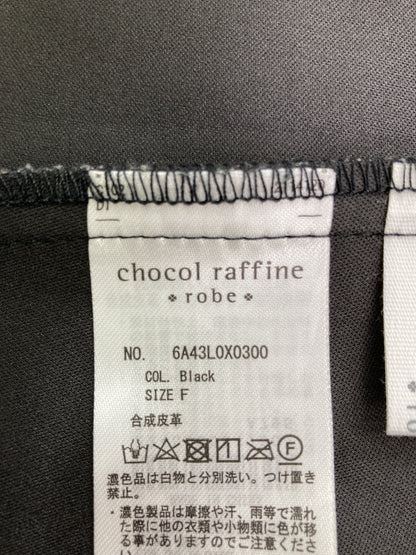 chocol raffine
robe
NO. 6A43L0X0300
COL. Black
SIZE F
合成皮革
F
濃色品は白物と分別洗い。つけ置き
禁止。
・濃色製品は摩擦や汗、雨等で濡れ
た際に他の衣類や小物類に色が移
る事がありますのでご注意くださ
い。